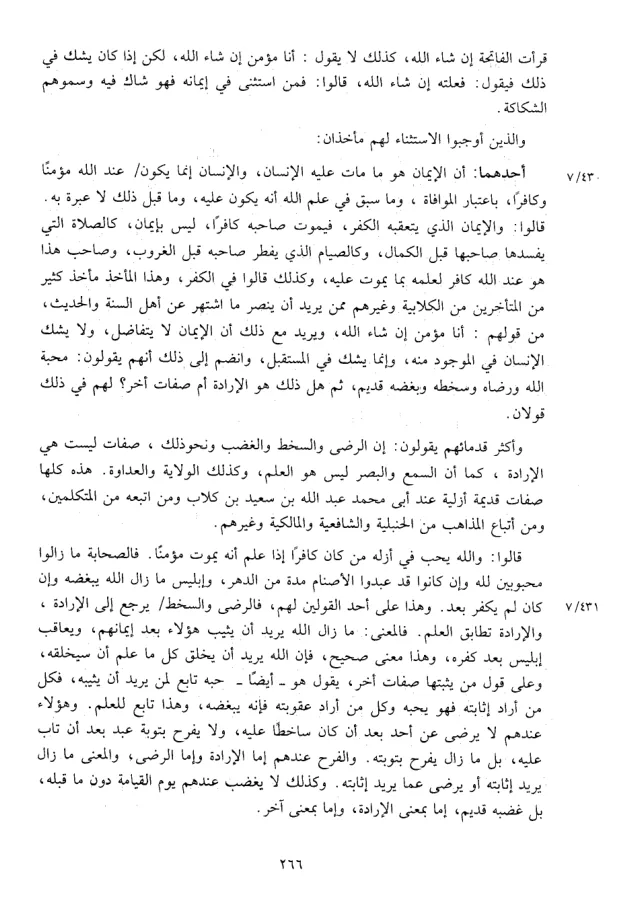 قرأت الفاتحة إن شاء الله، كذلك لا يقول : أنا مؤمن إن شاء الله، لكن إذا كان يشك في
ذلك فيقول: فعلته إن شاء الله، قالوا: فمن استثنى في إيمانه فهو شاك فيه وسموهم
الشكاكة.
والذين أوجبوا الاستثناء لهم مأخذان:
٧/٤٣٠ أحدهما: أن الإيمان هو ما مات عليه الإنسان، والإنسان إنما يكون/ عند الله مؤمنًا
وكافرًا، باعتبار الموافاة ، وما سبق في علم الله أنه يكون عليه، وما قبل ذلك لا عبرة به.
قالوا: والإيمان الذي يتعقبه الكفر، فيموت صاحبه كافرًا، ليس بإيمان، كالصلاة التي
يفسدها صاحبها قبل الكمال، وكالصيام الذي يفطر صاحبه قبل الغروب، وصاحب هذا
هو عند الله كافر لعلمه بما يموت عليه، وكذلك قالوا في الكفر، وهذا المأخذ مأخذ كثير
من المتأخرين من الكلابية وغيرهم ممن يريد أن ينصر ما اشتهر عن أهل السنة والحديث،
من قولهم : أنا مؤمن إن شاء الله، ويريد مع ذلك أن الإيمان لا يتفاضل، ولا يشك
الإنسان في الموجود منه، وإنما يشك في المستقبل، وانضم إلى ذلك أنهم يقولون: محبة
الله ورضاه وسخطه وبغضه قديم، ثم هل ذلك هو الإرادة أم صفات أخر؟ لهم في ذلك
قولان.
وأكثر قدمائهم يقولون: إن الرضى والسخط والغضب ونحوذلك ، صفات ليست هي
الإرادة ، كما أن السمع والبصر ليس هو العلم، وكذلك الولاية والعداوة. هذه كلها
صفات قديمة أزلية عند أبى محمد عبد الله بن سعيد بن كلاب ومن اتبعه من المتكلمين،
ومن أتباع المذاهب من الحنبلية والشافعية والمالكية وغيرهم.
قالوا: والله يحب في أزله من كان كافرًا إذا علم أنه يموت مؤمنًا. فالصحابة ما زالوا
محبوبين لله وإن كانوا قد عبدوا الأصنام مدة من الدهر، وإبليس ما زال الله يبغضه وإن
٧/٤٣١ كان لم يكفر بعد. وهذا على أحد القولين لهم، فالرضى والسخط/ يرجع إلى الإرادة ،
والإرادة تطابق العلم. فالمعنى: ما زال الله يريد أن يثيب هؤلاء بعد إيمانهم، ويعاقب
إبليس بعد كفره، وهذا معنى صحيح، فإن الله يريد أن يخلق كل ما علم أن سيخلقه،
وعلى قول من يثبتها صفات أخر، يقول هو ـ أيضًا ـ حبه تابع لمن يريد أن يثيبه، فكل
من أراد إثابته فهو يحبه وكل من أراد عقوبته فإنه يبغضه، وهذا تابع للعلم. وهؤلاء
عندهم لا يرضى عن أحد بعد أن كان ساخطًا عليه، ولا يفرح بتوبة عبد بعد أن تاب
عليه، بل ما زال يفرح بتوبته. والفرح عندهم إما الإرادة وإما الرضى، والمعنى ما زال
يريد إثابته أو يرضى عما يريد إثابته. وكذلك لا يغضب عندهم يوم القيامة دون ما قبله،
بل غضبه قديم، إما بمعنى الإرادة، وإما بمعنى آخر.
٢٦٦